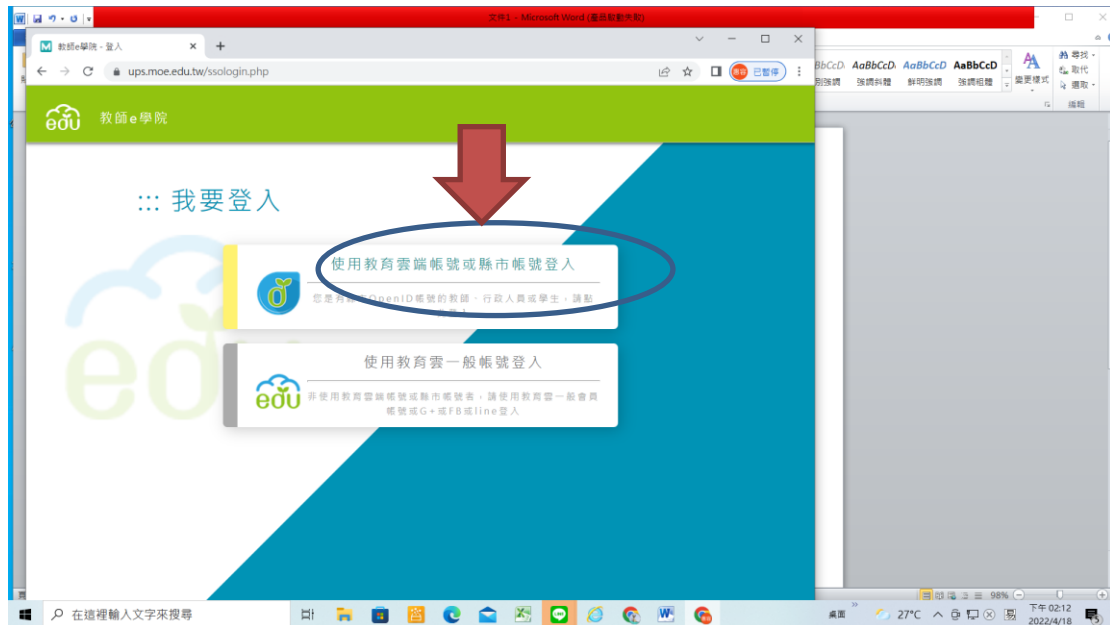 文件1 - Microsoft Word (產品啟動失敗)
教師e學院 - 登入
ups.moe.edu.tw/ssologin.php
已暫停
AaBbCcD
AaBbCcD
AaBbCcD
強調斜體
鮮明強調
強調粗體
變更樣式
尋找
取代
選取
編輯
edu
教師e學院
::: 我要登入
使用教育雲端帳號或縣市帳號登入
OpenID帳號的教師、行政人員或學生,請點
使用教育雲一般帳號登入
edu
非使用教育雲端帳號或縣市帳號者,請使用教育雲一般會員
帳號或G+或FB或line登入
edu
98%
在這裡輸入文字來搜尋
桌面
27°C
下午 02:12
2022/4/18